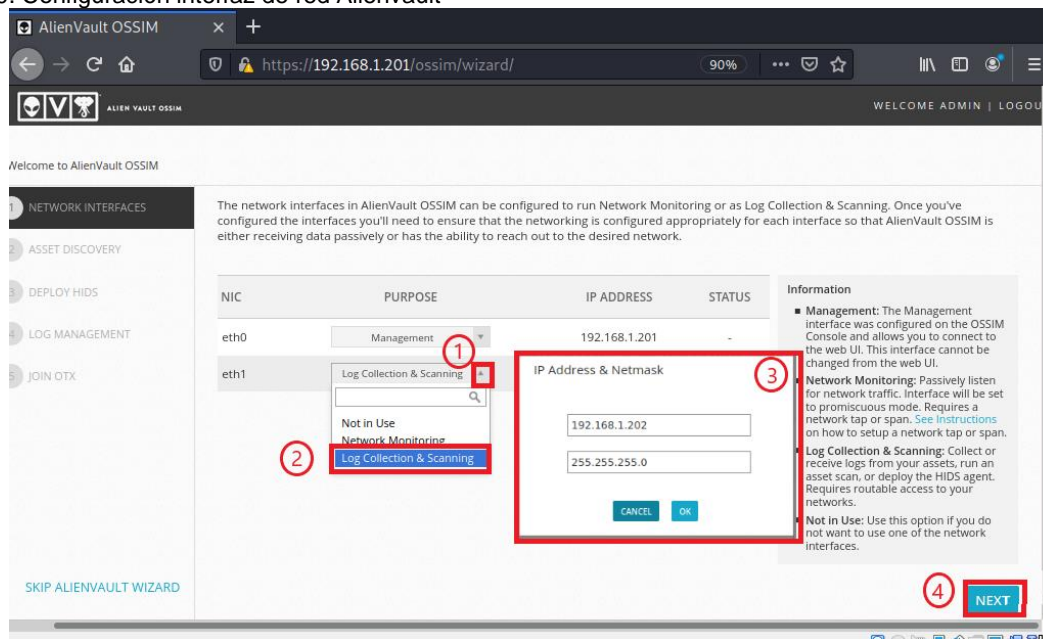 AlienVault OSSIM
https://192.168.1.201/ossim/wizard/
90%
ALIEN VAULT OSSIM
WELCOME ADMIN | LOGOU
Welcome to AlienVault OSSIM
1 NETWORK INTERFACES
2 ASSET DISCOVERY
3 DEPLOY HIDS
4 LOG MANAGEMENT
5 JOIN OTX
SKIP ALIENVAULT WIZARD
The network interfaces in AlienVault OSSIM can be configured to run Network Monitoring or as Log Collection & Scanning. Once you've
configured the interfaces you'll need to ensure that the networking is configured appropriately for each interface so that AlienVault OSSIM is
either receiving data passively or has the ability to reach out to the desired network.
NIC PURPOSE IP ADDRESS STATUS
eth0 Management 192.168.1.201 -
1
eth1 Log Collection & Scanning
Not in Use
Network Monitoring
2
Log Collection & Scanning
IP Address & Netmask
3
192.168.1.202
255.255.255.0
CANCEL OK
Information
Management: The Management
interface was configured on the OSSIM
Console and allows you to connect to
the web UI. This interface cannot be
changed from the web UI.
Network Monitoring: Passively listen
for network traffic. Interface will be set
to promiscuous mode. Requires a
network tap or span. See Instructions
on how to setup a network tap or span.
Log Collection & Scanning: Collect or
receive logs from your assets, run an
asset scan, or deploy the HIDS agent.
Requires routable access to your
networks.
Not in Use: Use this option if you do
not want to use one of the network
interfaces.
4
NEXT